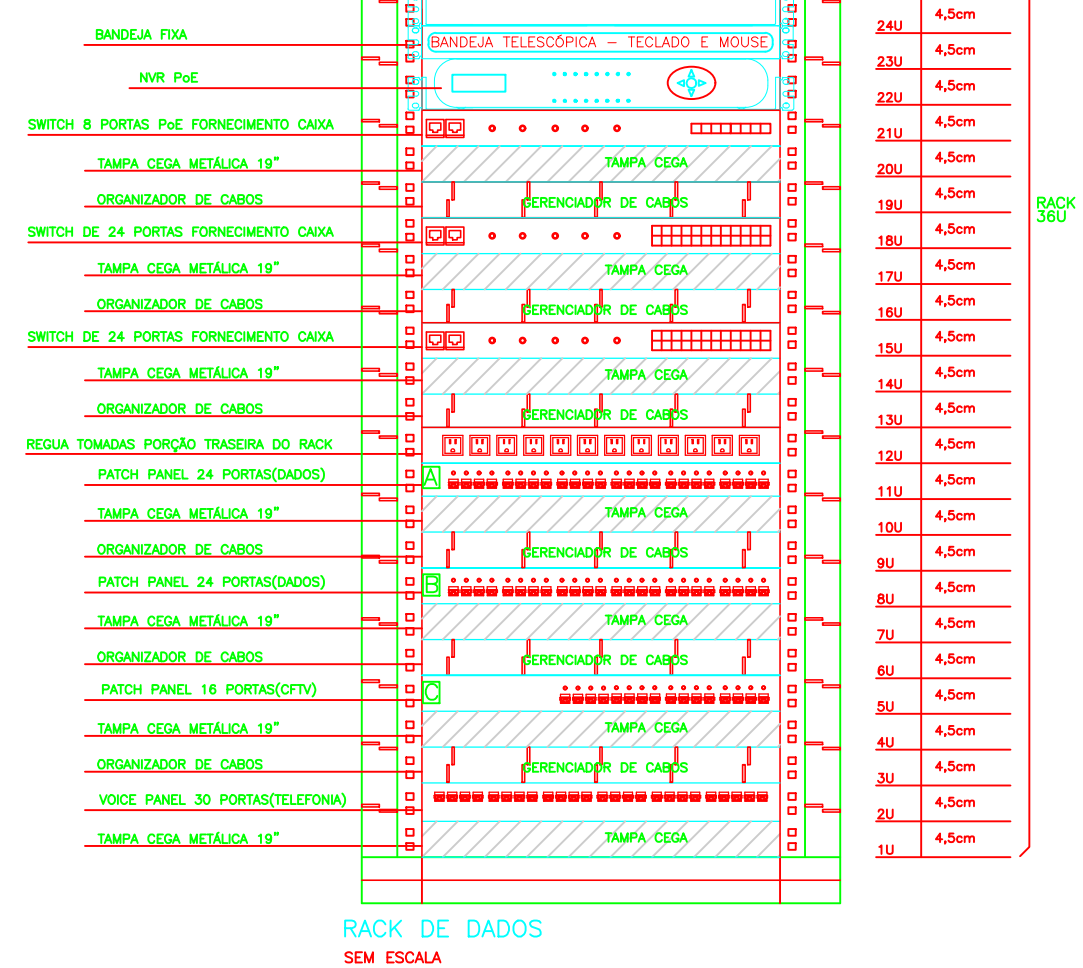 24U 4,5cm
BANDEJA FIXA
BANDEJA TELESCÓPICA – TECLADO E MOUSE
23U 4,5cm
NVR PoE
22U 4,5cm
SWITCH 8 PORTAS PoE FORNECIMENTO CAIXA
21U 4,5cm
TAMPA CEGA METÁLICA 19"
TAMPA CEGA
20U 4,5cm
ORGANIZADOR DE CABOS
GERENCIADOR DE CABOS
19U 4,5cm
RACK
36U
SWITCH DE 24 PORTAS FORNECIMENTO CAIXA
18U 4,5cm
TAMPA CEGA METÁLICA 19"
TAMPA CEGA
17U 4,5cm
ORGANIZADOR DE CABOS
GERENCIADOR DE CABOS
16U 4,5cm
SWITCH DE 24 PORTAS FORNECIMENTO CAIXA
15U 4,5cm
TAMPA CEGA METÁLICA 19"
TAMPA CEGA
14U 4,5cm
ORGANIZADOR DE CABOS
GERENCIADOR DE CABOS
13U 4,5cm
REGUA TOMADAS PORÇÃO TRASEIRA DO RACK
12U 4,5cm
PATCH PANEL 24 PORTAS(DADOS)
A
11U 4,5cm
TAMPA CEGA METÁLICA 19"
TAMPA CEGA
10U 4,5cm
ORGANIZADOR DE CABOS
GERENCIADOR DE CABOS
9U 4,5cm
PATCH PANEL 24 PORTAS(DADOS)
B
8U 4,5cm
TAMPA CEGA METÁLICA 19"
TAMPA CEGA
7U 4,5cm
ORGANIZADOR DE CABOS
GERENCIADOR DE CABOS
6U 4,5cm
PATCH PANEL 16 PORTAS(CFTV)
C
5U 4,5cm
TAMPA CEGA METÁLICA 19"
TAMPA CEGA
4U 4,5cm
ORGANIZADOR DE CABOS
GERENCIADOR DE CABOS
3U 4,5cm
VOICE PANEL 30 PORTAS(TELEFONIA)
2U 4,5cm
TAMPA CEGA METÁLICA 19"
TAMPA CEGA
1U 4,5cm
RACK DE DADOS
SEM ESCALA